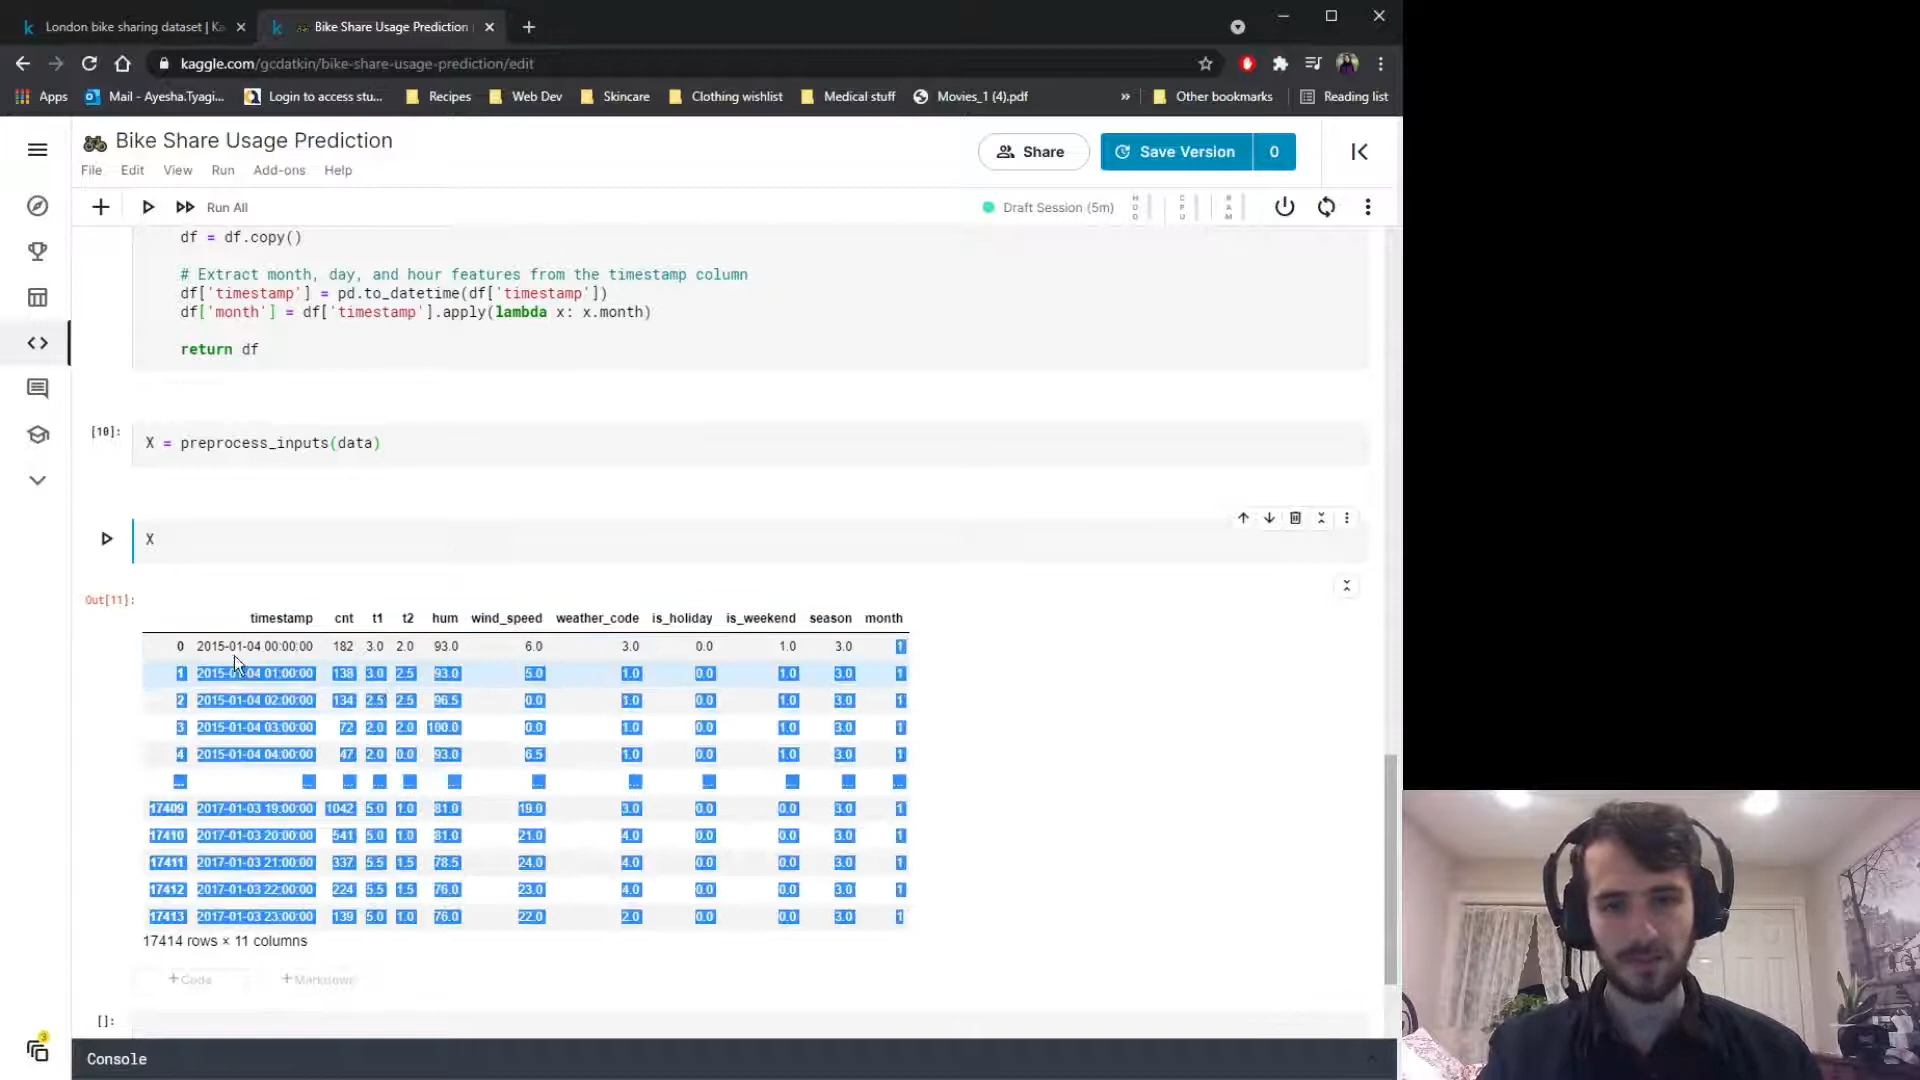 London bike sharing dataset | Ka
Bike Share Usage Prediction
kaggle.com/gcdatkin/bike-share-usage-prediction/edit
Apps
Mail - Ayesha.Tyagi...
Login to access stu...
Recipes
Web Dev
Skincare
Clothing wishlist
Medical stuff
Movies_1 (4).pdf
»
Other bookmarks
Reading list
Bike Share Usage Prediction
Share
Save Version 0
File Edit View Run Add-ons Help
Run All
Draft Session (5m)
HDD
CPU
RAM
df = df.copy()
# Extract month, day, and hour features from the timestamp column
df['timestamp'] = pd.to_datetime(df['timestamp'])
df['month'] = df['timestamp'].apply(lambda x: x.month)
return df
[10]:
X = preprocess_inputs(data)
X
Out[11]:
timestamp cnt t1 t2 hum wind_speed weather_code is_holiday is_weekend season month
0 2015-01-04 00:00:00 182 3.0 2.0 93.0 6.0 3.0 0.0 1.0 3.0 1
1 2015-01-04 01:00:00 138 3.0 2.5 93.0 5.0 1.0 0.0 1.0 3.0 1
2 2015-01-04 02:00:00 134 2.5 2.5 96.5 0.0 1.0 0.0 1.0 3.0 1
3 2015-01-04 03:00:00 72 2.0 2.0 100.0 0.0 1.0 0.0 1.0 3.0 1
4 2015-01-04 04:00:00 47 2.0 0.0 93.0 6.5 1.0 0.0 1.0 3.0 1
... ... ... ... ... ... ... ... ... ... ... ...
17409 2017-01-03 19:00:00 1042 5.0 1.0 81.0 19.0 3.0 0.0 0.0 3.0 1
17410 2017-01-03 20:00:00 541 5.0 1.0 81.0 21.0 4.0 0.0 0.0 3.0 1
17411 2017-01-03 21:00:00 337 5.5 1.5 78.5 24.0 4.0 0.0 0.0 3.0 1
17412 2017-01-03 22:00:00 224 5.5 1.5 76.0 23.0 4.0 0.0 0.0 3.0 1
17413 2017-01-03 23:00:00 139 5.0 1.0 76.0 22.0 2.0 0.0 0.0 3.0 1
17414 rows × 11 columns
+ Code
+ Markdown
[]:
3
Console